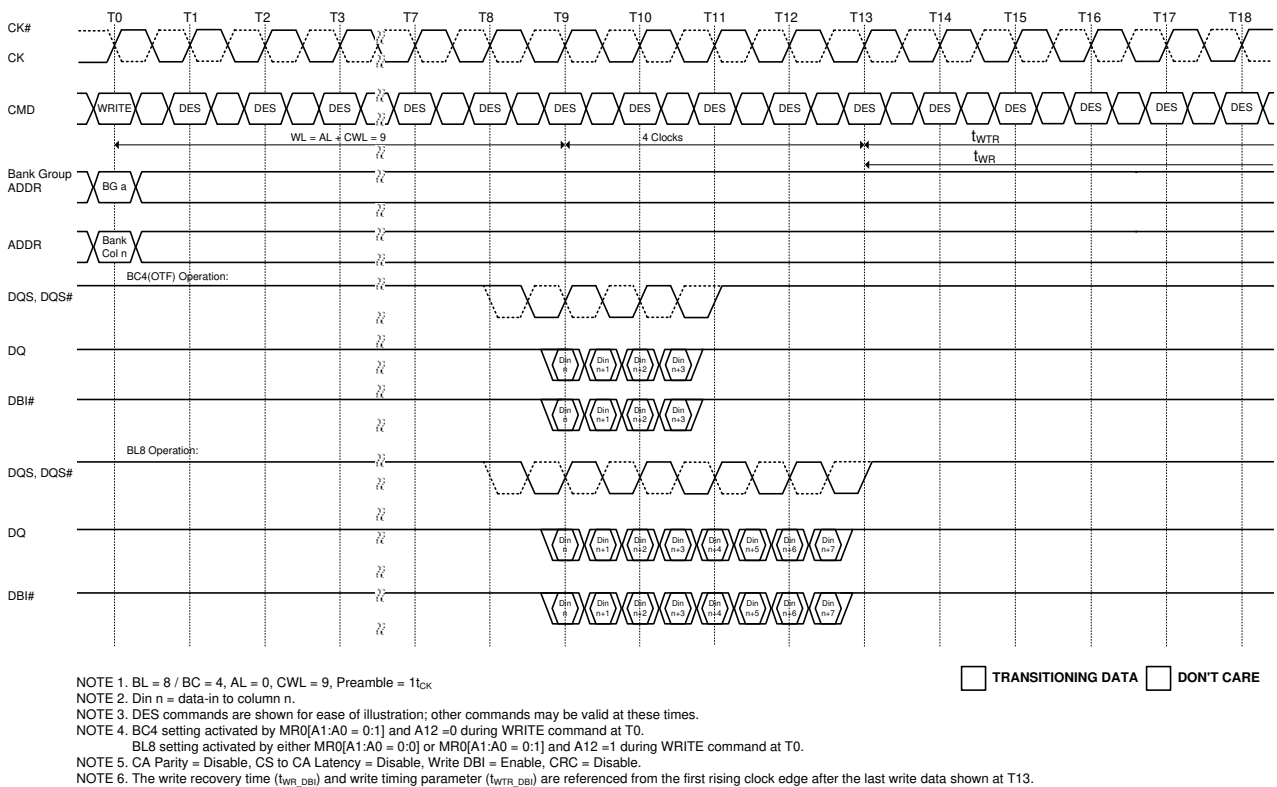 T0 T1 T2 T3 T7 T8 T9 T10 T11 T12 T13 T14 T15 T16 T17 T18
CK#
CK
CMD WRITE DES DES DES DES DES DES DES DES DES DES DES DES DES DES DES
WL = AL + CWL = 9 4 Clocks tWTR
tWR
Bank Group
ADDR BG a
ADDR Bank
Col n
BC4(OTF) Operation:
DQS, DQS#
DQ Din n Din n+1 Din n+2 Din n+3
DBI# Din n Din n+1 Din n+2 Din n+3
BL8 Operation:
DQS, DQS#
DQ Din n Din n+1 Din n+2 Din n+3 Din n+4 Din n+5 Din n+6 Din n+7
DBI# Din n Din n+1 Din n+2 Din n+3 Din n+4 Din n+5 Din n+6 Din n+7
TRANSITIONING DATA DON'T CARE
NOTE 1. BL = 8 / BC = 4, AL = 0, CWL = 9, Preamble = 1tCK
NOTE 2. Din n = data-in to column n.
NOTE 3. DES commands are shown for ease of illustration; other commands may be valid at these times.
NOTE 4. BC4 setting activated by MR0[A1:A0 = 0:1] and A12 =0 during WRITE command at T0.
BL8 setting activated by either MR0[A1:A0 = 0:0] or MR0[A1:A0 = 0:1] and A12 =1 during WRITE command at T0.
NOTE 5. CA Parity = Disable, CS to CA Latency = Disable, Write DBI = Enable, CRC = Disable.
NOTE 6. The write recovery time (tWR_DBI) and write timing parameter (tWTR_DBI) are referenced from the first rising clock edge after the last write data shown at T13.